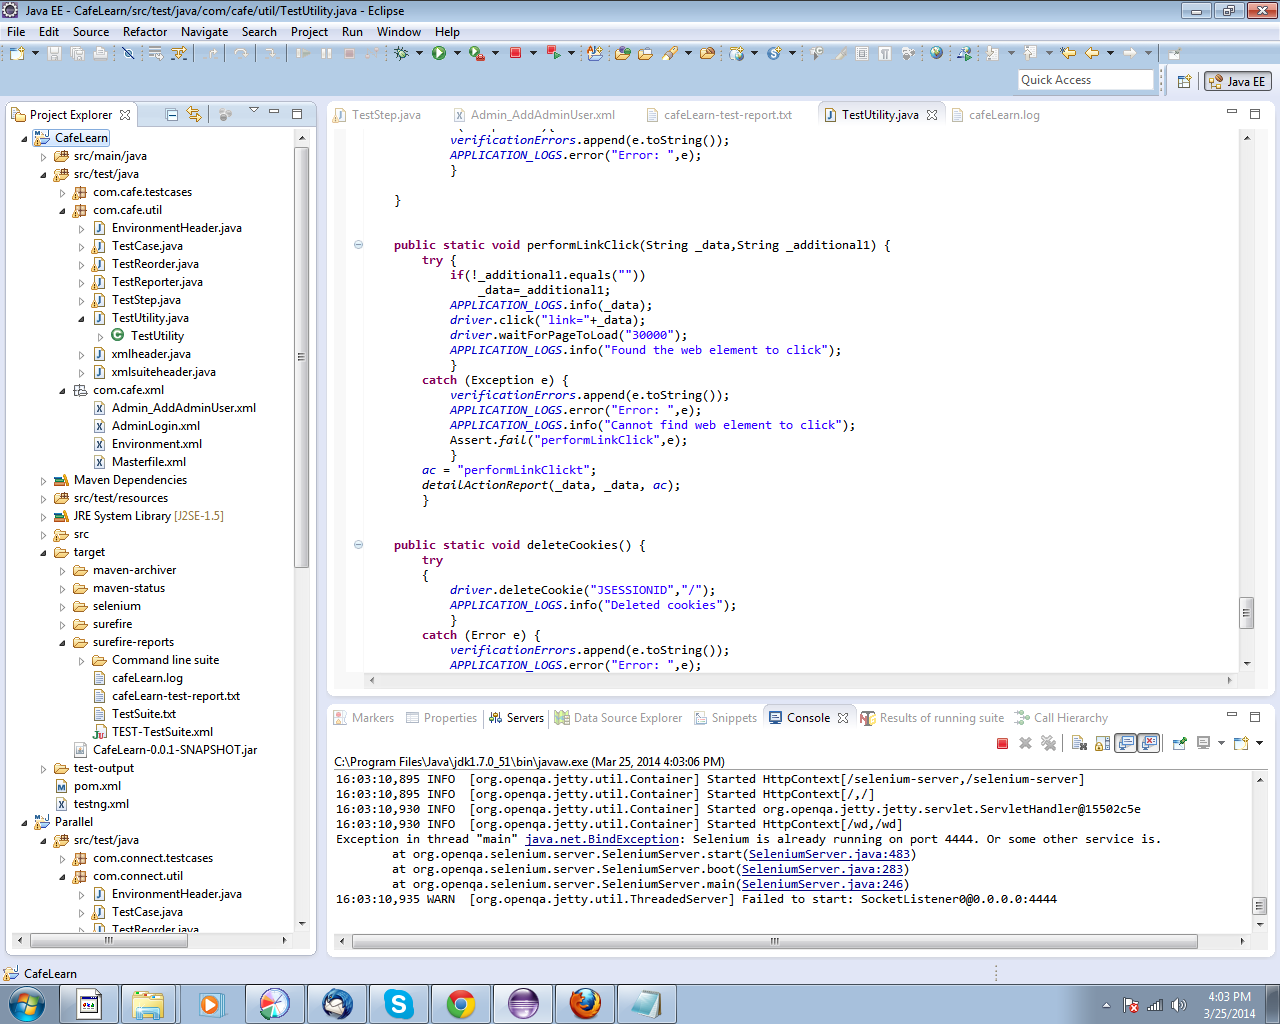 Java EE - CafeLearn/src/test/java/com/cafe/util/TestUtility.java - Eclipse
File Edit Source Refactor Navigate Search Project Run Window Help
Quick Access
Java EE
Project Explorer
CafeLearn
src/main/java
src/test/java
com.cafe.testcases
com.cafe.util
EnvironmentHeader.java
TestCase.java
TestReorder.java
TestReporter.java
TestStep.java
TestUtility.java
TestUtility
xmlheader.java
xmlsuiteheader.java
com.cafe.xml
Admin_AddAdminUser.xml
AdminLogin.xml
Environment.xml
Masterfile.xml
Maven Dependencies
src/test/resources
JRE System Library [J2SE-1.5]
src
target
maven-archiver
maven-status
selenium
surefire
surefire-reports
Command line suite
cafeLearn.log
cafeLearn-test-report.txt
TestSuite.txt
TEST-TestSuite.xml
CafeLearn-0.0.1-SNAPSHOT.jar
test-output
pom.xml
testng.xml
Parallel
src/test/java
com.connect.testcases
com.connect.util
EnvironmentHeader.java
TestCase.java
TestReorder.java
TestStep.java Admin_AddAdminUser.xml cafeLearn-test-report.txt TestUtility.java cafeLearn.log
verificationErrors.append(e.toString());
APPLICATION_LOGS.error("Error: ",e);
}
}
public static void performLinkClick(String _data,String _additional1) {
try {
if(!_additional1.equals(""))
_data=_additional1;
APPLICATION_LOGS.info(_data);
driver.click("link="+_data);
driver.waitForPageToLoad("30000");
APPLICATION_LOGS.info("Found the web element to click");
}
catch (Exception e) {
verificationErrors.append(e.toString());
APPLICATION_LOGS.error("Error: ",e);
APPLICATION_LOGS.info("Cannot find web element to click");
Assert.fail("performLinkClick",e);
}
ac = "performLinkClickt";
detailActionReport(_data, _data, ac);
}
public static void deleteCookies() {
try
{
driver.deleteCookie("JSESSIONID","/");
APPLICATION_LOGS.info("Deleted cookies");
}
catch (Error e) {
verificationErrors.append(e.toString());
APPLICATION_LOGS.error("Error: ",e);
Markers Properties Servers Data Source Explorer Snippets Console Results of running suite Call Hierarchy
C:\Program Files\Java\jdk1.7.0_51\bin\javaw.exe (Mar 25, 2014 4:03:06 PM)
16:03:10,895 INFO [org.openqa.jetty.util.Container] Started HttpContext[/selenium-server,/selenium-server]
16:03:10,895 INFO [org.openqa.jetty.util.Container] Started HttpContext[/,/]
16:03:10,930 INFO [org.openqa.jetty.util.Container] Started org.openqa.jetty.jetty.servlet.ServletHandler@15502c5e
16:03:10,930 INFO [org.openqa.jetty.util.Container] Started HttpContext[/wd,/wd]
Exception in thread "main" java.net.BindException: Selenium is already running on port 4444. Or some other service is.
at org.openqa.selenium.server.SeleniumServer.start(SeleniumServer.java:483)
at org.openqa.selenium.server.SeleniumServer.boot(SeleniumServer.java:283)
at org.openqa.selenium.server.SeleniumServer.main(SeleniumServer.java:246)
16:03:10,935 WARN [org.openqa.jetty.util.ThreadedServer] Failed to start: SocketListener0@0.0.0.0:4444
CafeLearn
4:03 PM
3/25/2014